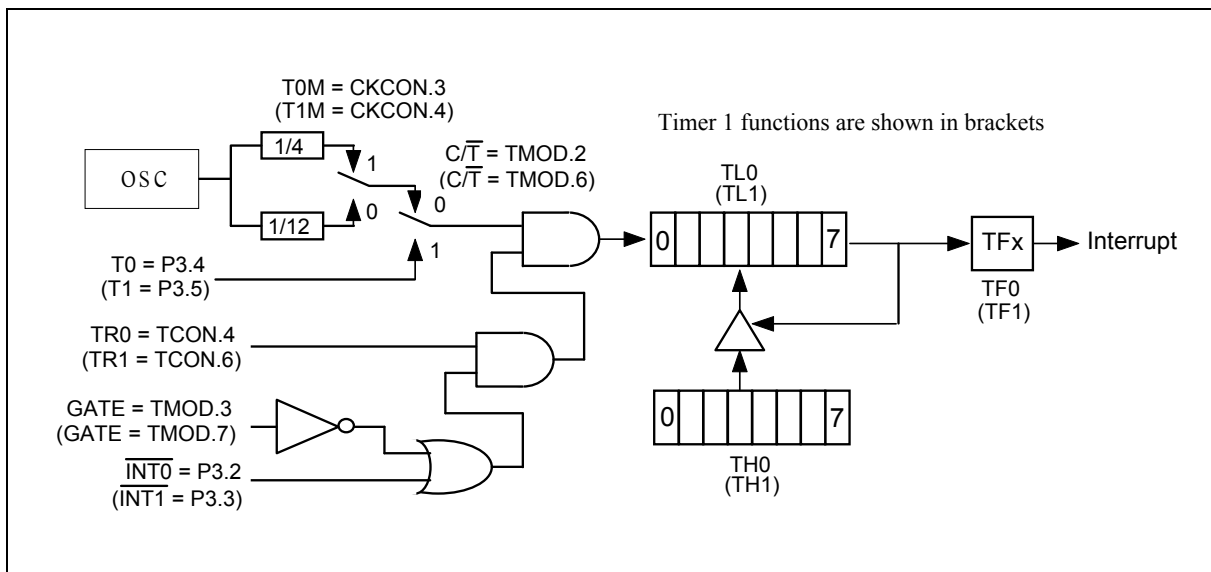 T0M = CKCON.3
(T1M = CKCON.4)
Timer 1 functions are shown in brackets
1/4
1
C/T̅ = TMOD.2
(C/T̅ = TMOD.6)
OSC
0
TL0
(TL1)
0
1/12
0 7
TFx
Interrupt
1
T0 = P3.4
(T1 = P3.5)
TF0
(TF1)
TR0 = TCON.4
(TR1 = TCON.6)
GATE = TMOD.3
(GATE = TMOD.7)
0 7
I̅N̅T̅0̅ = P3.2
(I̅N̅T̅1̅ = P3.3)
TH0
(TH1)